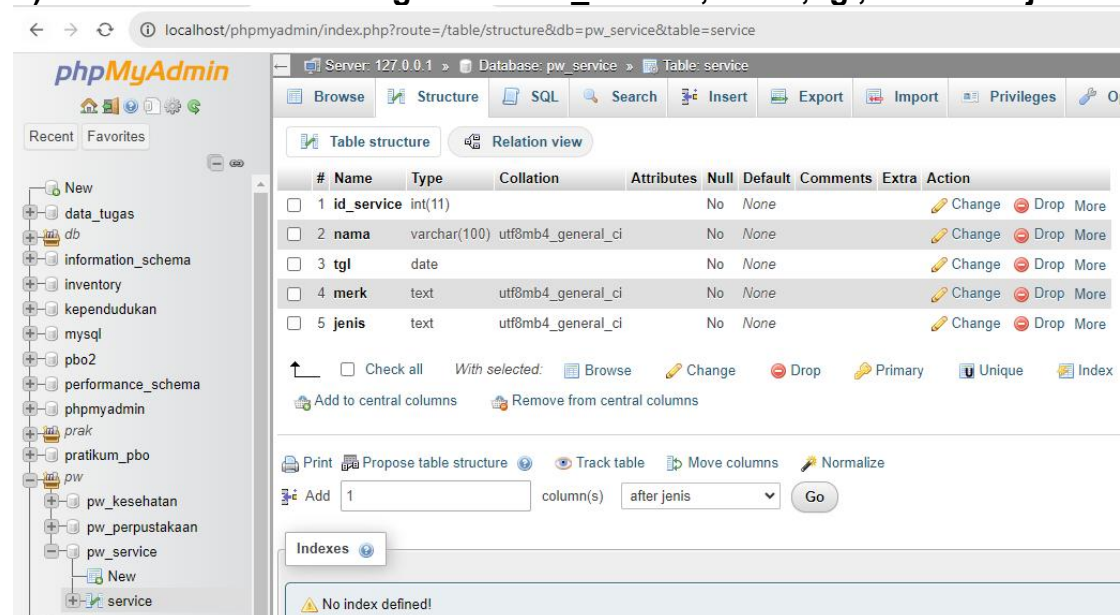 localhost/phpmyadmin/index.php?route=/table/structure&db=pw_service&table=service
phpMyAdmin
Recent Favorites
New
data_tugas
db
information_schema
inventory
kependudukan
mysql
pbo2
performance_schema
phpmyadmin
prak
pratikum_pbo
pw
pw_kesehatan
pw_perpustakaan
pw_service
New
service
Server: 127.0.0.1 » Database: pw_service » Table: service
Browse Structure SQL Search Insert Export Import Privileges
Table structure Relation view
# Name Type Collation Attributes Null Default Comments Extra Action
1 id_service int(11) No None Change Drop More
2 nama varchar(100) utf8mb4_general_ci No None Change Drop More
3 tgl date No None Change Drop More
4 merk text utf8mb4_general_ci No None Change Drop More
5 jenis text utf8mb4_general_ci No None Change Drop More
Check all With selected: Browse Change Drop Primary Unique Index
Add to central columns Remove from central columns
Print Propose table structure Track table Move columns Normalize
Add 1 column(s) after jenis Go
Indexes
No index defined!